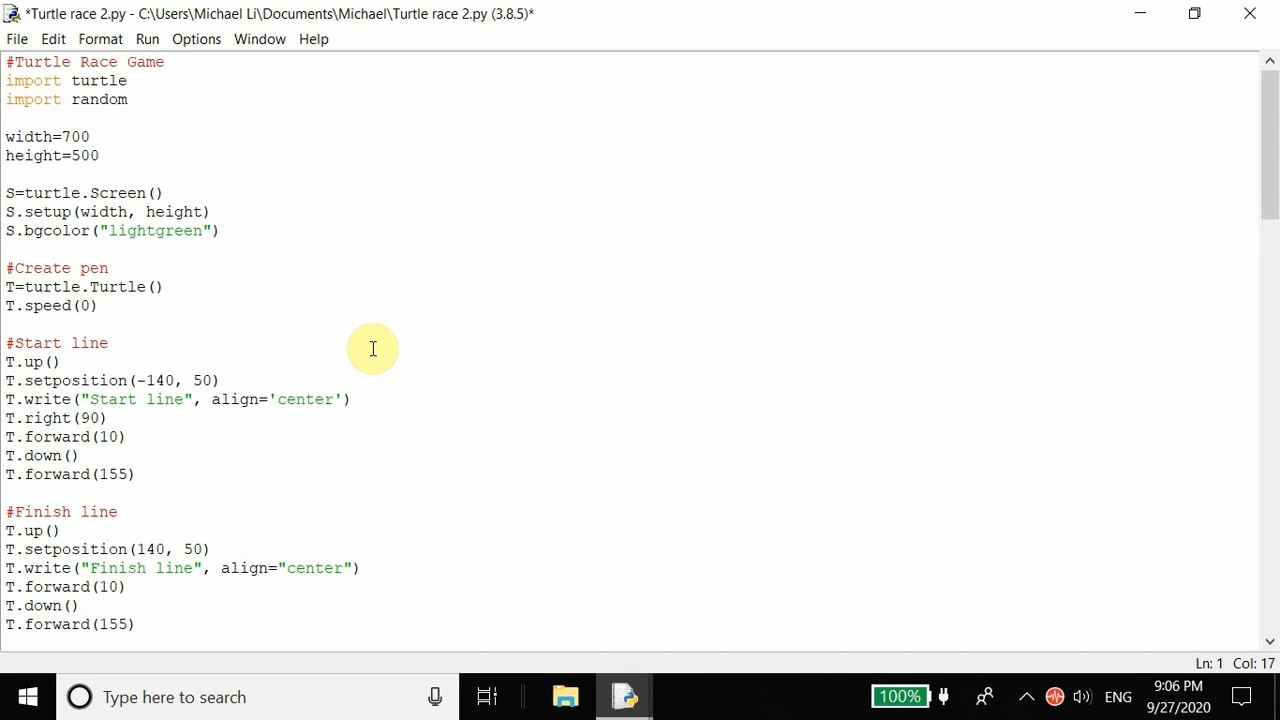 *Turtle race 2.py - C:\Users\Michael Li\Documents\Michael\Turtle race 2.py (3.8.5)*
File Edit Format Run Options Window Help
#Turtle Race Game
import turtle
import random
width=700
height=500
S=turtle.Screen()
S.setup(width, height)
S.bgcolor("lightgreen")
#Create pen
T=turtle.Turtle()
T.speed(0)
#Start line
T.up()
T.setposition(-140, 50)
T.write("Start line", align='center')
T.right(90)
T.forward(10)
T.down()
T.forward(155)
#Finish line
T.up()
T.setposition(140, 50)
T.write("Finish line", align="center")
T.forward(10)
T.down()
T.forward(155)
Ln: 1 Col: 17
Type here to search
100%
ENG
9:06 PM
9/27/2020